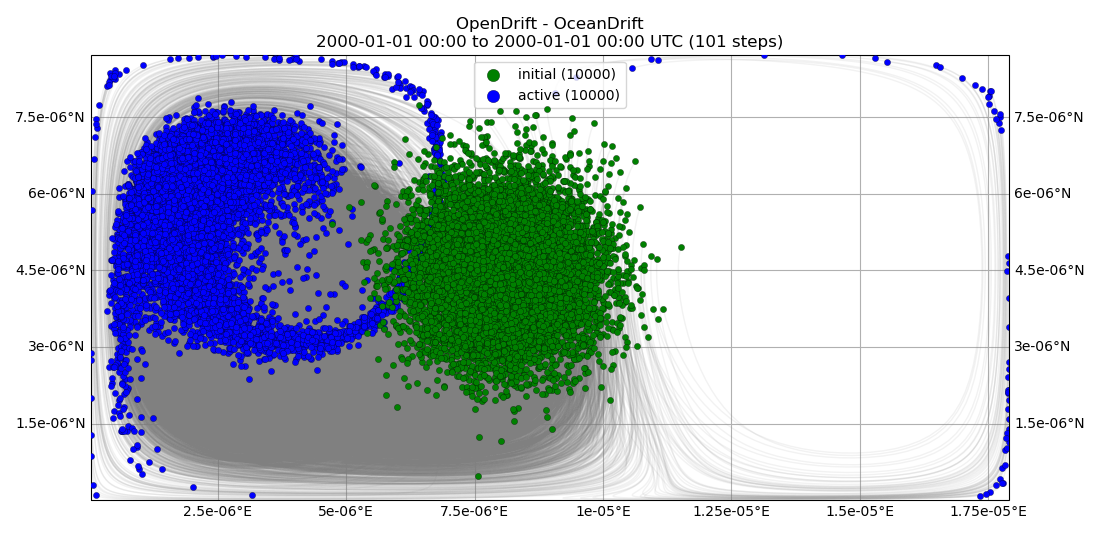 OpenDrift - OceanDrift
2000-01-01 00:00 to 2000-01-01 00:00 UTC (101 steps)
initial (10000)
active (10000)
7.5e-06°N
7.5e-06°N
6e-06°N
6e-06°N
4.5e-06°N
4.5e-06°N
3e-06°N
3e-06°N
1.5e-06°N
1.5e-06°N
2.5e-06°E
5e-06°E
7.5e-06°E
1e-05°E
1.25e-05°E
1.5e-05°E
1.75e-05°E